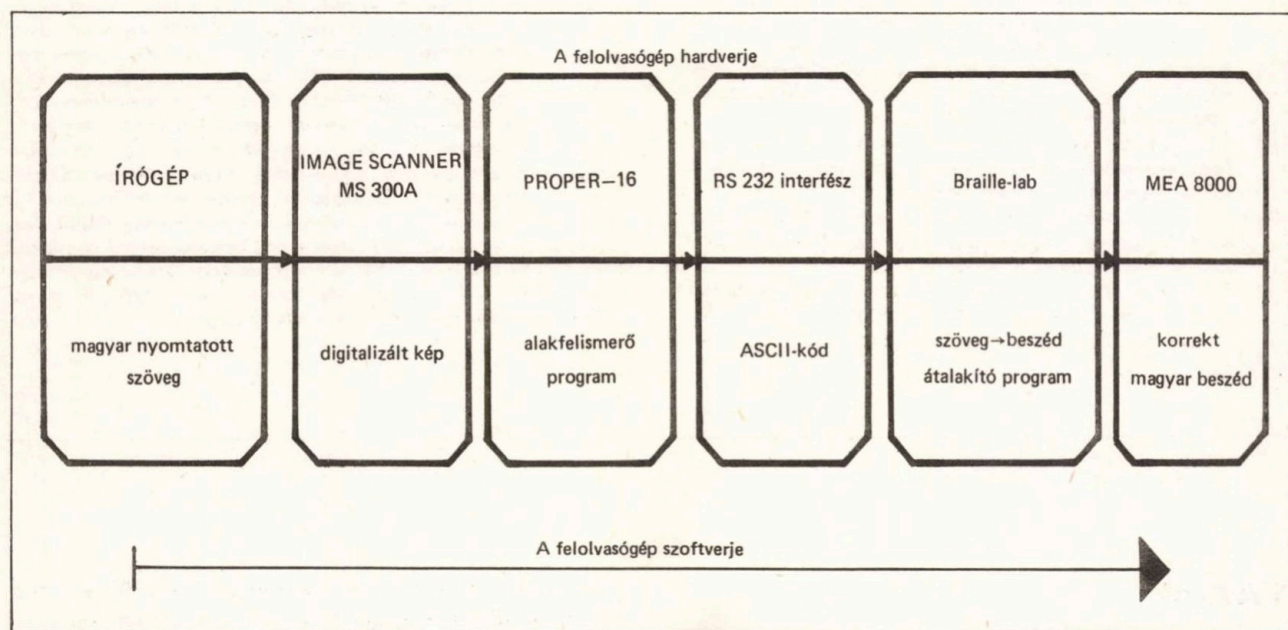 A felolvasógép hardverje
ÍRÓGÉP
IMAGE SCANNER
MS 300A
PROPER–16
RS 232 interfész
Braille-lab
MEA 8000
magyar nyomtatott
szöveg
digitalizált kép
alakfelismerő
program
ASCII-kód
szöveg→beszéd
átalakító program
korrekt
magyar beszéd
A felolvasógép szoftverje